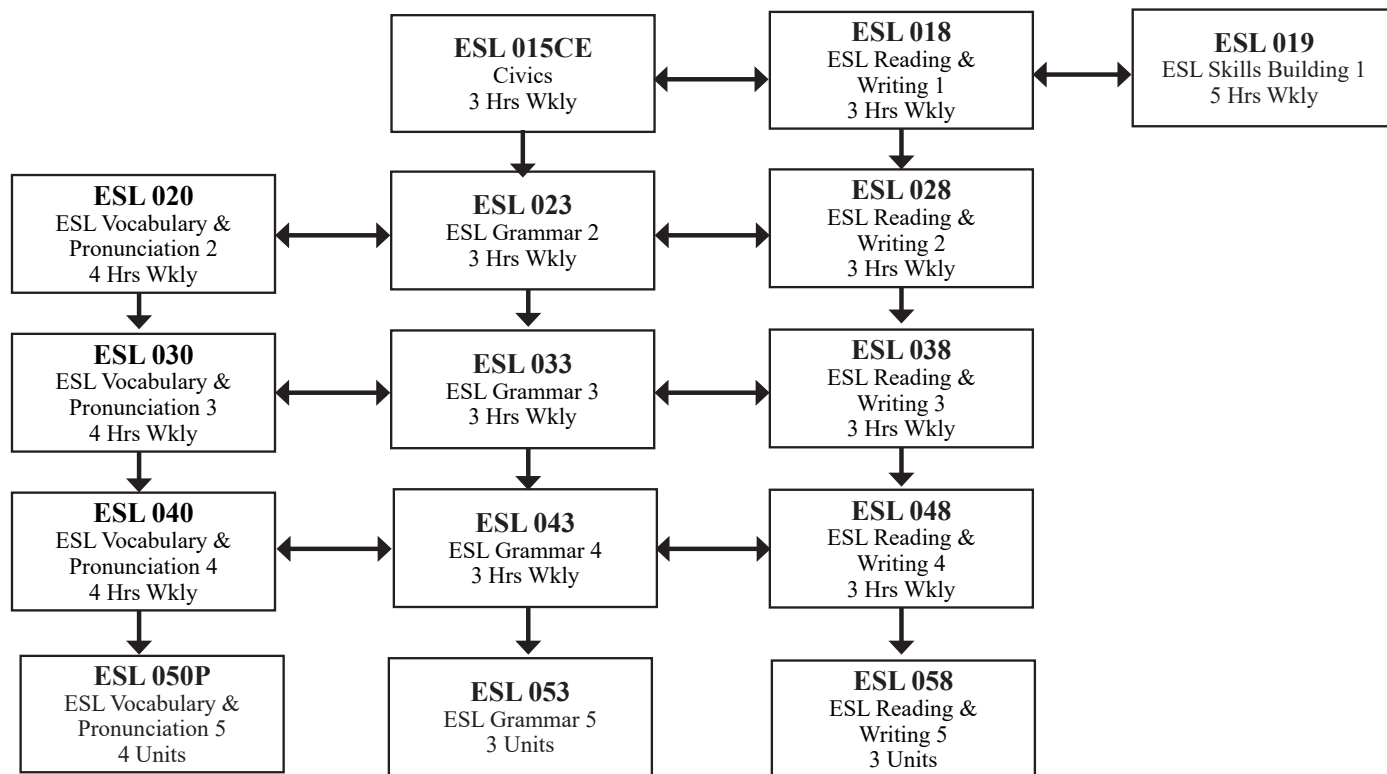 ESL 015CE
Civics
3 Hrs Wkly
ESL 018
ESL Reading &
Writing 1
3 Hrs Wkly
ESL 019
ESL Skills Building 1
5 Hrs Wkly
ESL 020
ESL Vocabulary &
Pronunciation 2
4 Hrs Wkly
ESL 023
ESL Grammar 2
3 Hrs Wkly
ESL 028
ESL Reading &
Writing 2
3 Hrs Wkly
ESL 030
ESL Vocabulary &
Pronunciation 3
4 Hrs Wkly
ESL 033
ESL Grammar 3
3 Hrs Wkly
ESL 038
ESL Reading &
Writing 3
3 Hrs Wkly
ESL 040
ESL Vocabulary &
Pronunciation 4
4 Hrs Wkly
ESL 043
ESL Grammar 4
3 Hrs Wkly
ESL 048
ESL Reading &
Writing 4
3 Hrs Wkly
ESL 050P
ESL Vocabulary &
Pronunciation 5
4 Units
ESL 053
ESL Grammar 5
3 Units
ESL 058
ESL Reading &
Writing 5
3 Units